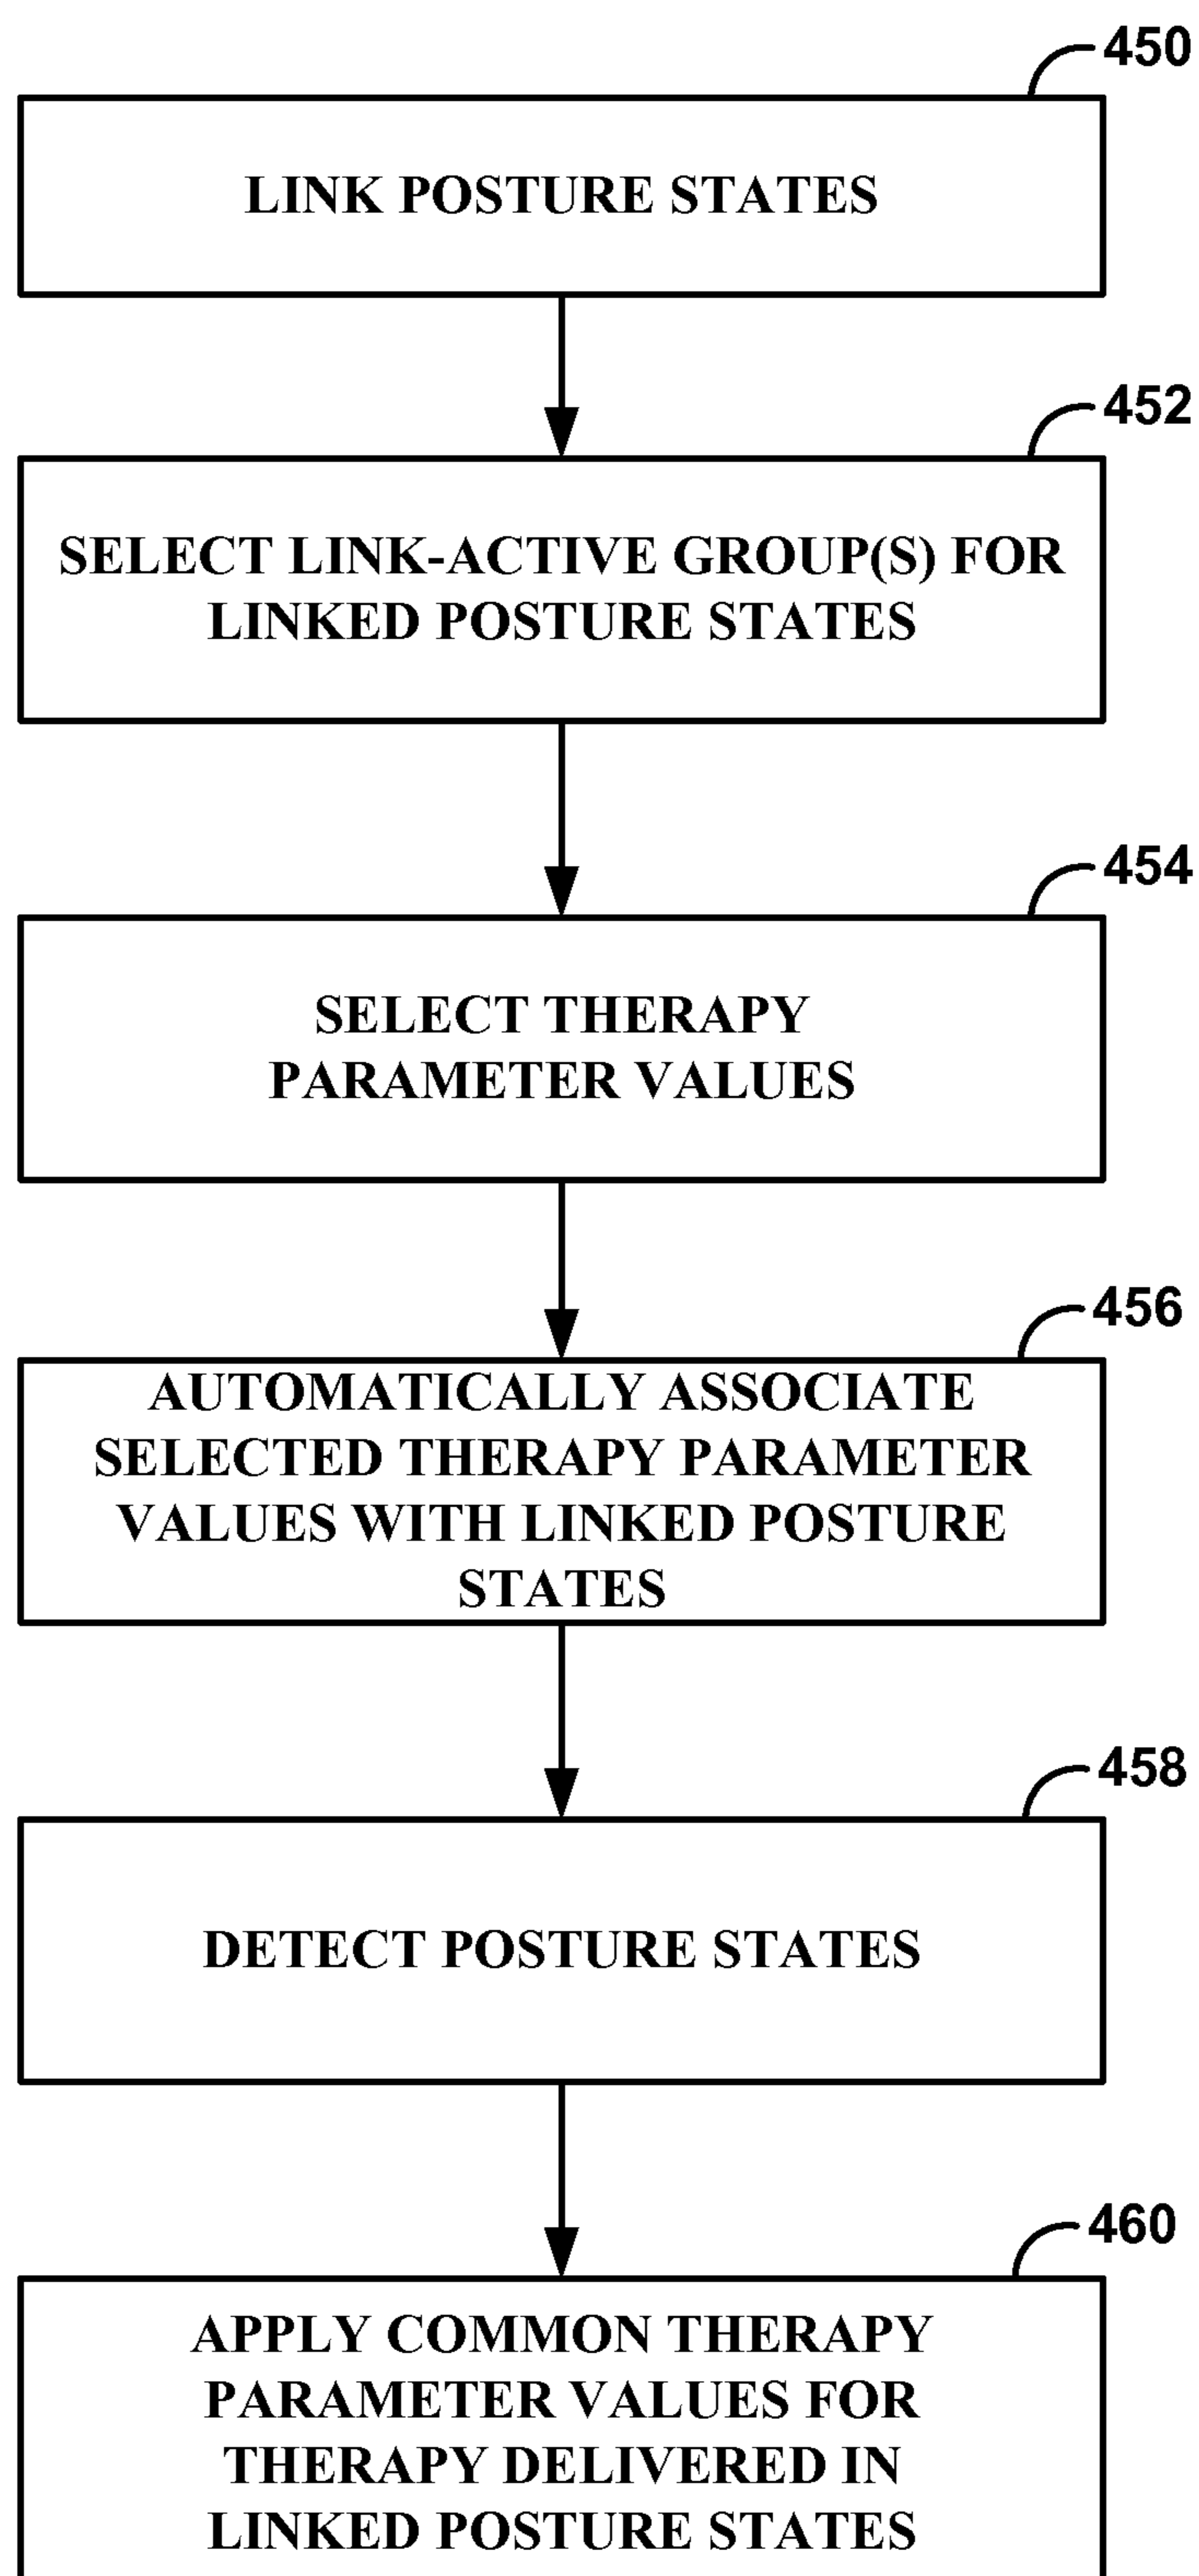 450
LINK POSTURE STATES
452
SELECT LINK-ACTIVE GROUP(S) FOR
LINKED POSTURE STATES
454
SELECT THERAPY
PARAMETER VALUES
456
AUTOMATICALLY ASSOCIATE
SELECTED THERAPY PARAMETER
VALUES WITH LINKED POSTURE
STATES
458
DETECT POSTURE STATES
460
APPLY COMMON THERAPY
PARAMETER VALUES FOR
THERAPY DELIVERED IN
LINKED POSTURE STATES